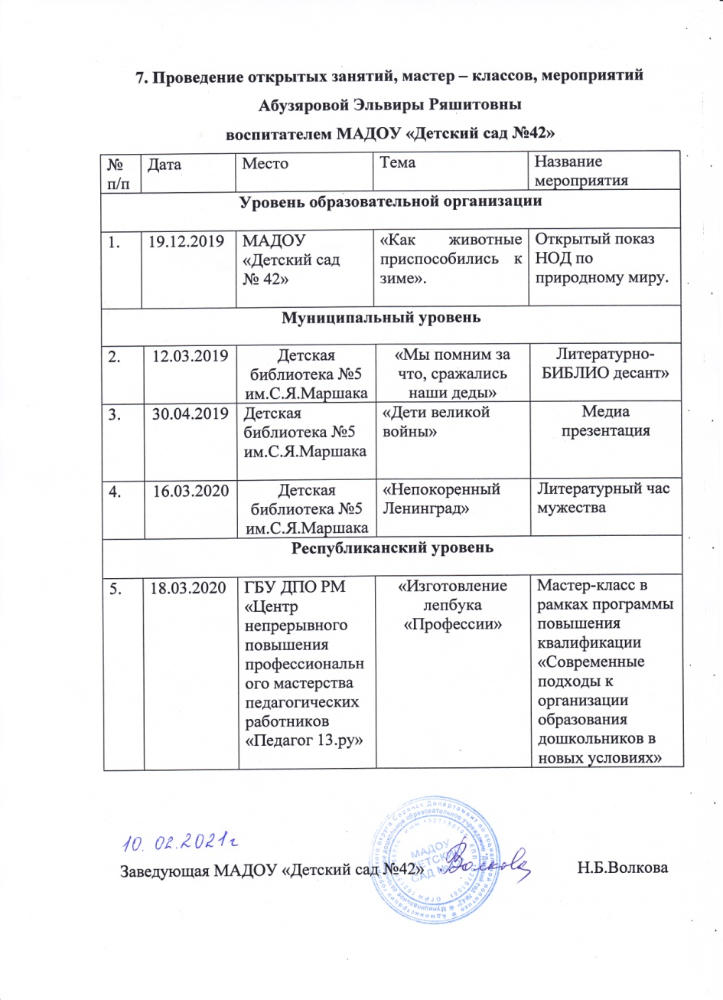 7. Проведение открытых занятий, мастер – классов, мероприятий
Абузяровой Эльвиры Ряшитовны
воспитателем МАДОУ «Детский сад №42»
№ п/п Дата Место Тема Название мероприятия
Уровень образовательной организации
1. 19.12.2019 МАДОУ «Детский сад № 42» «Как животные приспособились к зиме». Открытый показ НОД по природному миру.
Муниципальный уровень
2. 12.03.2019 Детская библиотека №5 им.С.Я.Маршака «Мы помним за что, сражались наши деды» Литературно-БИБЛИО десант»
3. 30.04.2019 Детская библиотека №5 им.С.Я.Маршака «Дети великой войны» Медиа презентация
4. 16.03.2020 Детская библиотека №5 им.С.Я.Маршака «Непокоренный Ленинград» Литературный час мужества
Республиканский уровень
5. 18.03.2020 ГБУ ДПО РМ «Центр непрерывного повышения профессиональн ого мастерства педагогических работников «Педагог 13.ру» «Изготовление лепбука «Профессии» Мастер-класс в рамках программы повышения квалификации «Современные подходы к организации образования дошкольников в новых условиях»
10.02.2021г
Заведующая МАДОУ «Детский сад №42» Волкова Н.Б.Волкова
МАДОУ
ДЕТСКИЙ
САД